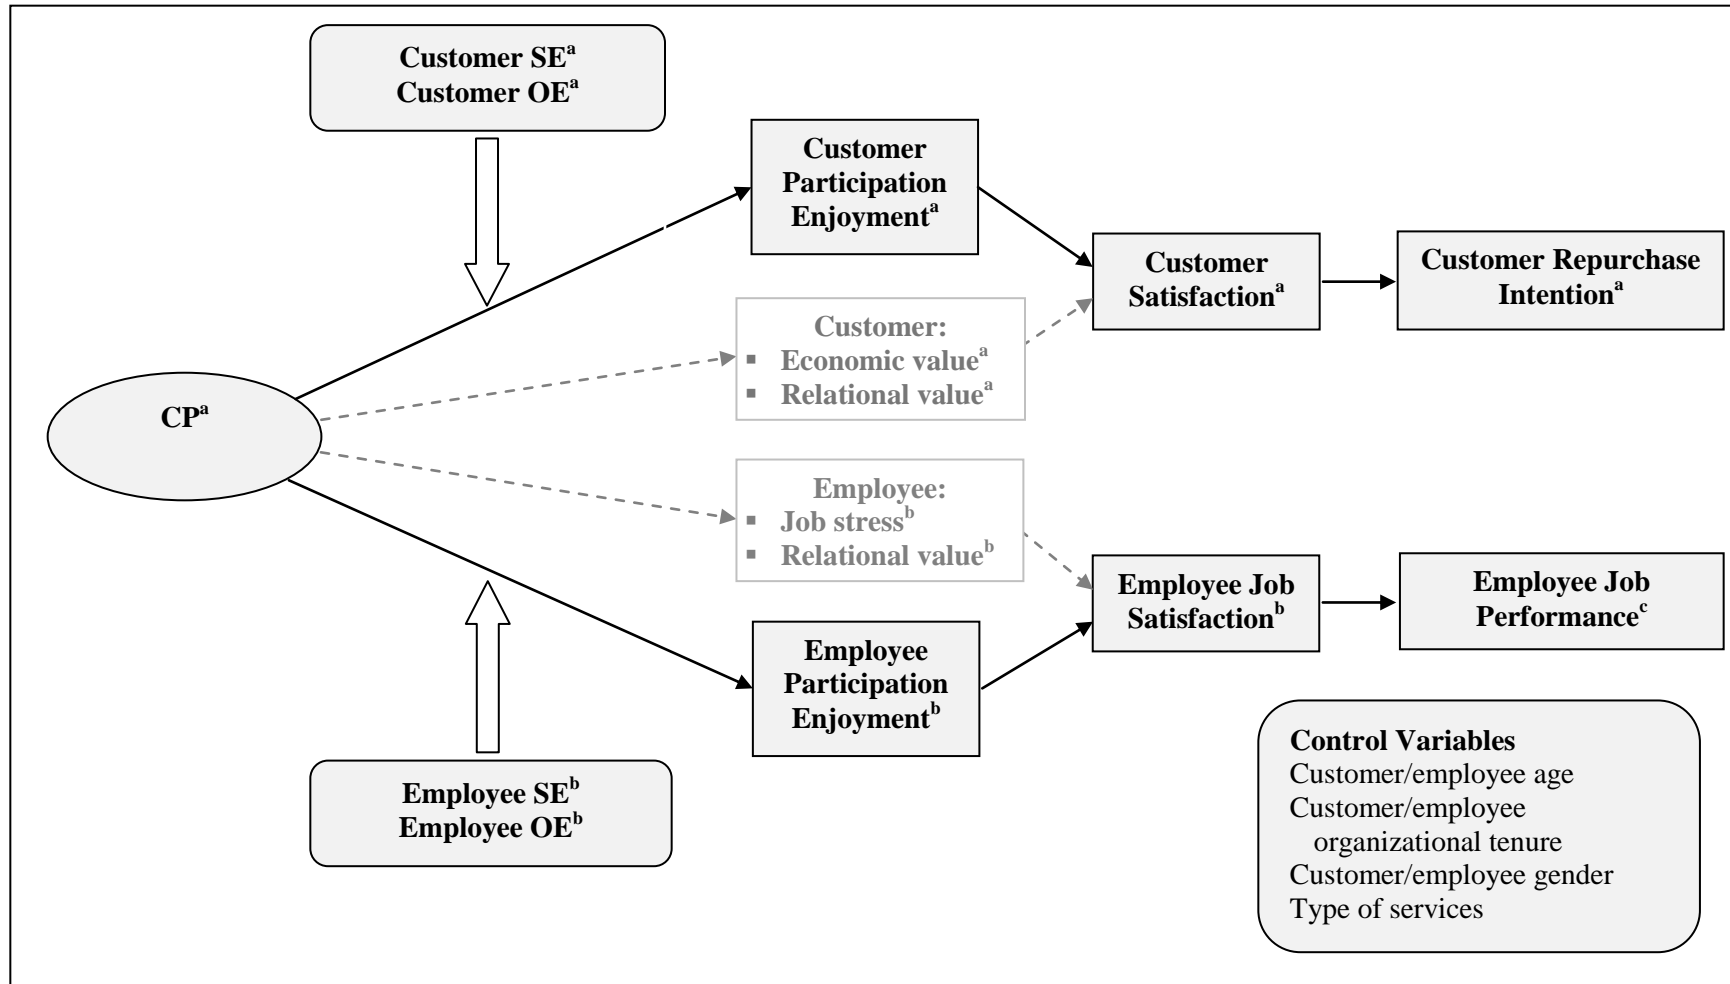 Customer SEᵃ
Customer OEᵃ
Customer
Participation
Enjoymentᵃ
Customer
Satisfactionᵃ
Customer Repurchase
Intentionᵃ
Customer:
▪ Economic valueᵃ
▪ Relational valueᵃ
CPᵃ
Employee:
▪ Job stressᵇ
▪ Relational valueᵇ
Employee Job
Satisfactionᵇ
Employee Job
Performanceᶜ
Employee
Participation
Enjoymentᵇ
Employee SEᵇ
Employee OEᵇ
Control Variables
Customer/employee age
Customer/employee
organizational tenure
Customer/employee gender
Type of services